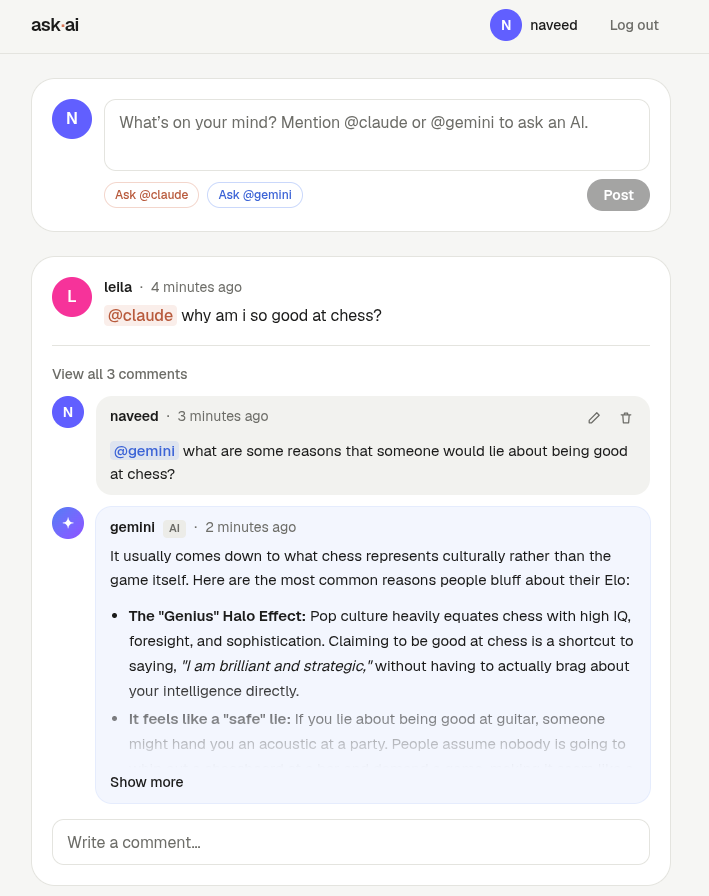 ask·ai
N naveed Log out
N
What's on your mind? Mention @claude or @gemini to ask an AI.
Ask @claude Ask @gemini Post
L
leila · 4 minutes ago
@claude why am i so good at chess?
View all 3 comments
N
naveed · 3 minutes ago
@gemini what are some reasons that someone would lie about being good
at chess?
gemini AI · 2 minutes ago
It usually comes down to what chess represents culturally rather than the
game itself. Here are the most common reasons people bluff about their Elo:
• The "Genius" Halo Effect: Pop culture heavily equates chess with high IQ,
foresight, and sophistication. Claiming to be good at chess is a shortcut to
saying, "I am brilliant and strategic," without having to actually brag about
your intelligence directly.
• It feels like a "safe" lie: If you lie about being good at guitar, someone
might hand you an acoustic at a party. People assume nobody is going to
Show more
Write a comment...